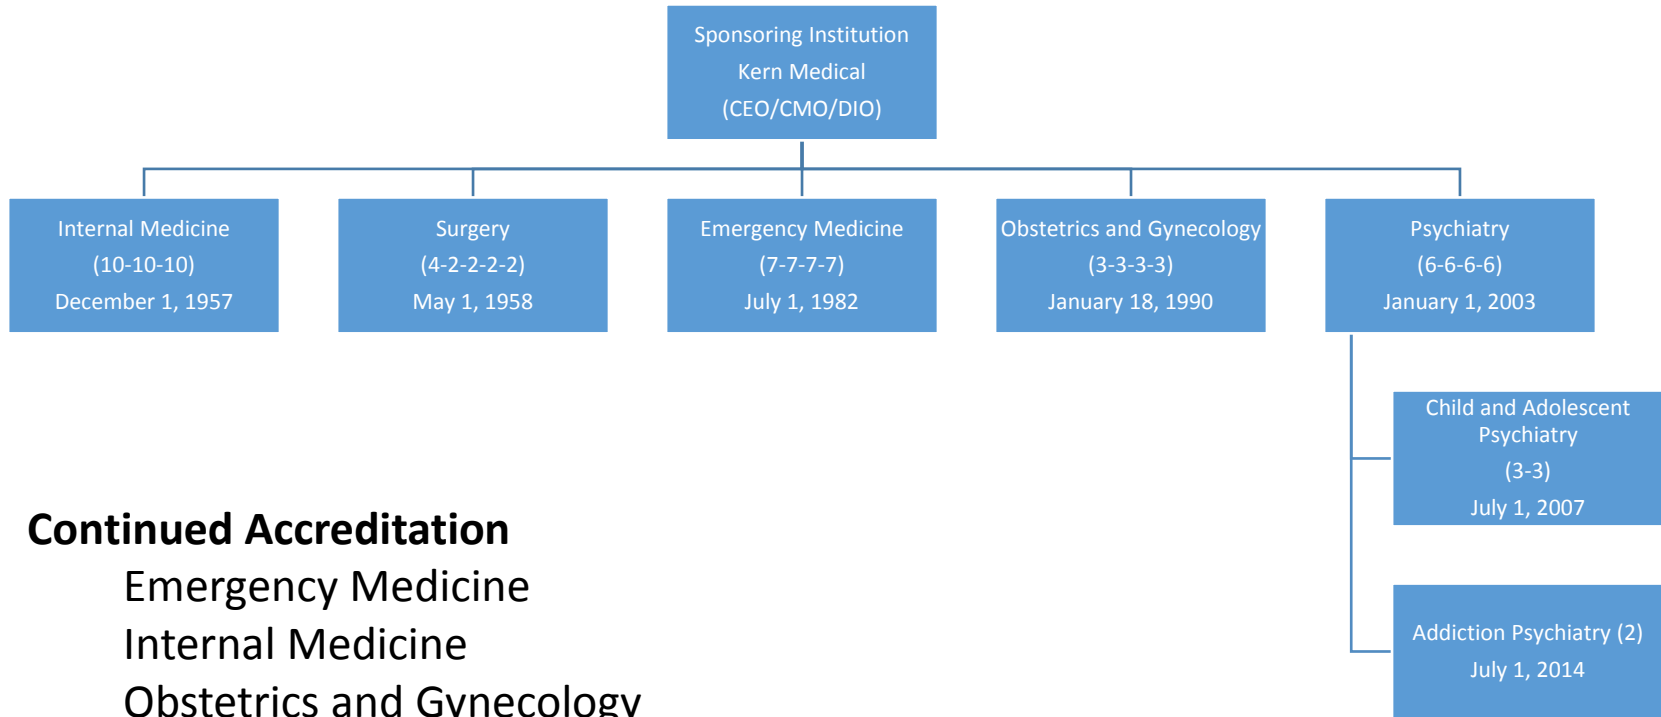 Sponsoring Institution
Kern Medical
(CEO/CMO/DIO)
Internal Medicine
(10-10-10)
December 1, 1957
Surgery
(4-2-2-2-2)
May 1, 1958
Emergency Medicine
(7-7-7-7)
July 1, 1982
Obstetrics and Gynecology
(3-3-3-3)
January 18, 1990
Psychiatry
(6-6-6-6)
January 1, 2003
Child and Adolescent
Psychiatry
(3-3)
July 1, 2007
Addiction Psychiatry (2)
July 1, 2014
Continued Accreditation
Emergency Medicine
Internal Medicine
Obstetrics and Gynecology